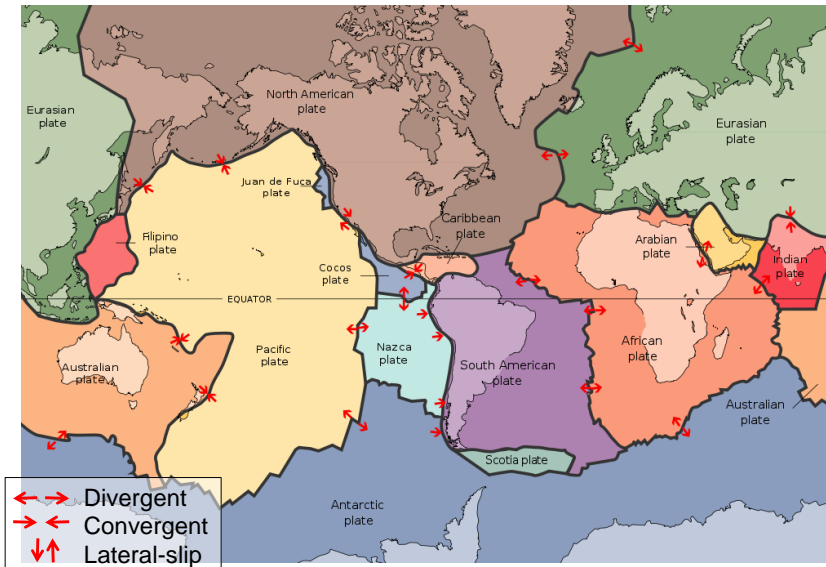 North American
plate
Eurasian
plate
Eurasian
plate
Juan de Fuca
plate
Caribbean
plate
Filipino
plate
Arabian
plate
Indian
plate
Cocos
plate
EQUATOR
Pacific
plate
Nazca
plate
African
plate
Australian
plate
South American
plate
Australian
plate
Scotia plate
Antarctic
plate
Divergent
Convergent
Lateral-slip